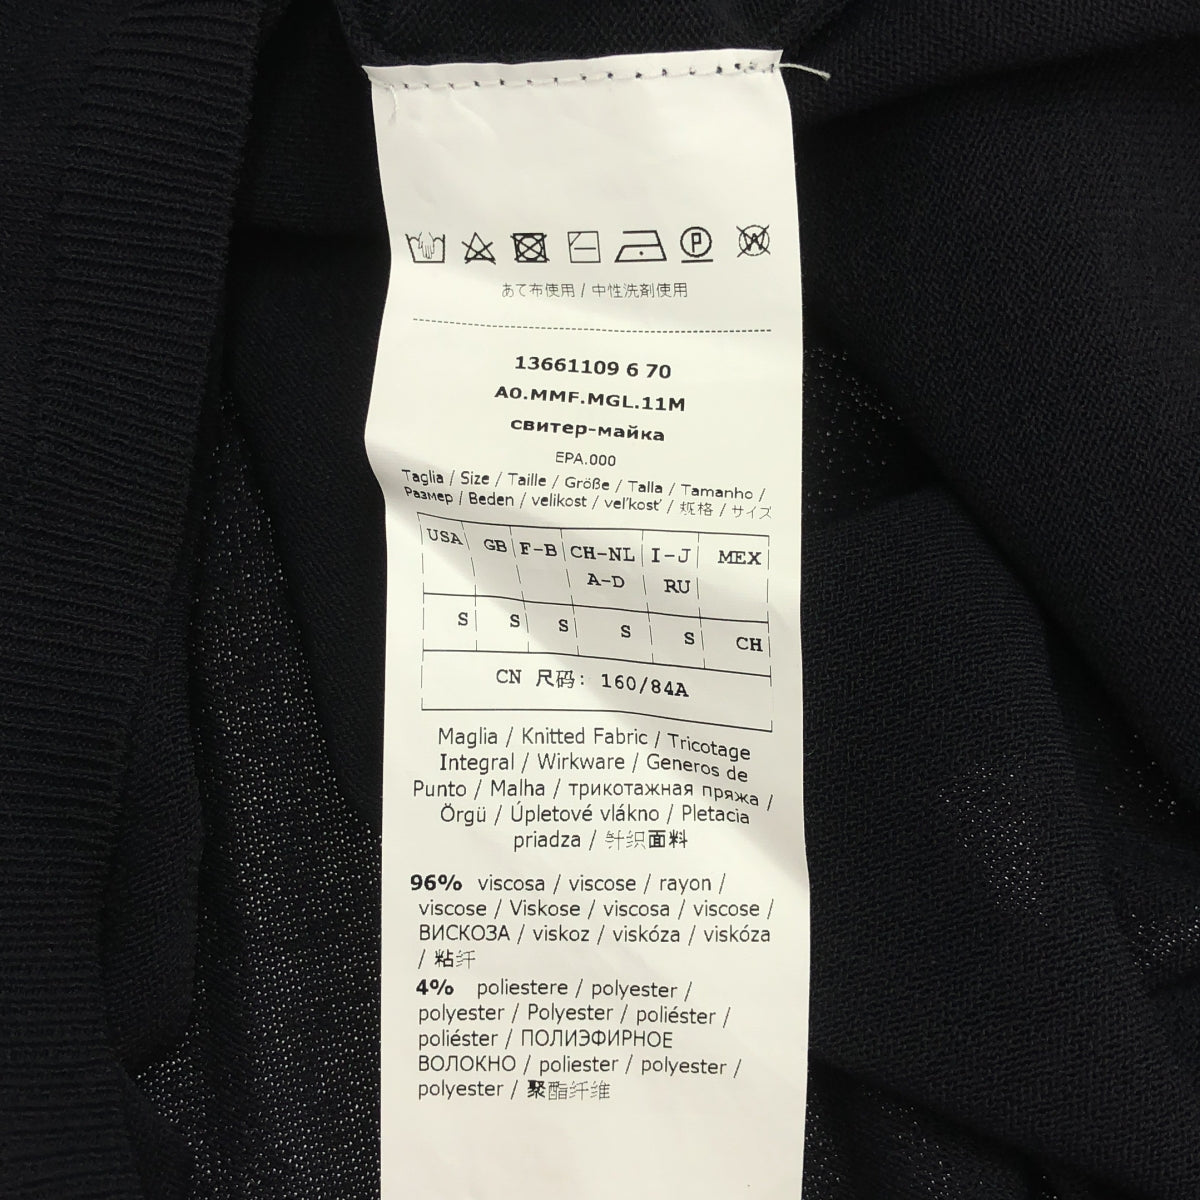 P
W
あて布使用 / 中性洗剤使用
13661109 6 70
A0.MMF.MGL.11M
свитер-майка
EPA.000
Taglia / Size / Taille / Größe / Talla / Tamanho /
Размер / Beden / velikost / veľkosť / 规格 / サイズ
USA GB F-B CH-NL I-J MEX
A-D RU
S S S S S CH
CN 尺码: 160/84A
Maglia / Knitted Fabric / Tricotage
Integral / Wirkware / Generos de
Punto / Malha / трикотажная пряжа /
Örgü / Úpletové vlákno / Pletacia
priadza / 针织面料
96% viscosa / viscose / rayon /
viscose / Viskose / viscosa / viscose /
ВИСКОЗА / viskoz / viskóza / viskóza
/ 粘纤
4% poliestere / polyester /
polyester / Polyester / poliéster /
poliéster / ПОЛИЭФИРНОЕ
ВОЛОКНО / poliester / polyester /
polyester / 聚酯纤维